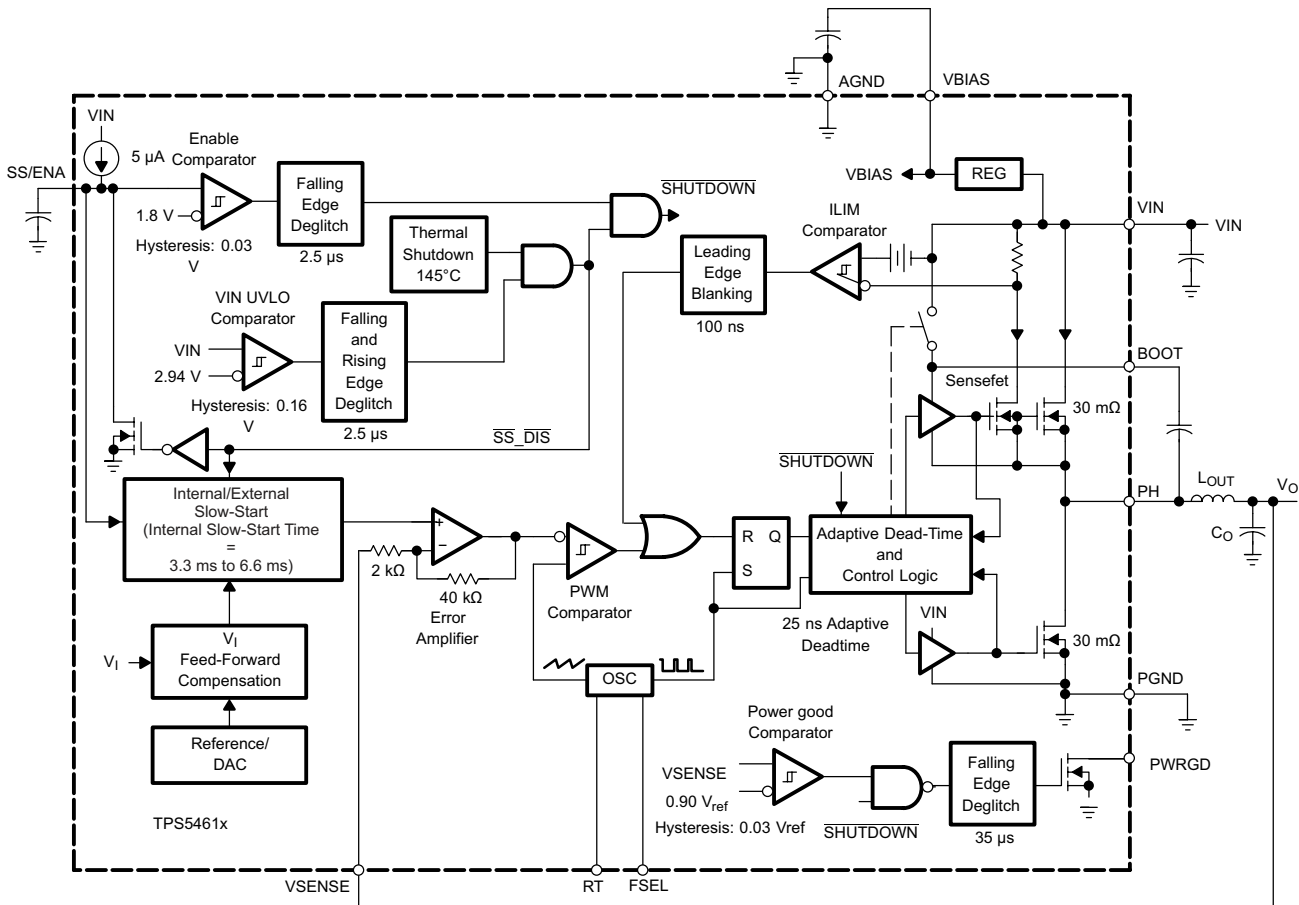 AGND
VBIAS
VIN
Enable
Comparator
5 µA
SS/ENA
1.8 V
Hysteresis: 0.03
V
Falling
Edge
Deglitch
2.5 µs
SHUTDOWN
Thermal
Shutdown
145°C
VIN UVLO
Comparator
VIN
2.94 V
Hysteresis: 0.16
V
Falling
and
Rising
Edge
Deglitch
2.5 µs
SS_DIS
VBIAS
REG
ILIM
Comparator
Leading
Edge
Blanking
100 ns
VIN
VIN
BOOT
Sensefet
30 mΩ
SHUTDOWN
PH
LOUT
VO
CO
Internal/External
Slow-Start
(Internal Slow-Start Time
=
3.3 ms to 6.6 ms)
+
−
2 kΩ
40 kΩ
Error
Amplifier
PWM
Comparator
R
Q
S
Adaptive Dead-Time
and
Control Logic
25 ns Adaptive
Deadtime
VIN
30 mΩ
PGND
VI
VI
Feed-Forward
Compensation
Reference/
DAC
OSC
Power good
Comparator
VSENSE
0.90 Vref
Hysteresis: 0.03 Vref
SHUTDOWN
Falling
Edge
Deglitch
35 µs
PWRGD
TPS5461x
VSENSE
RT
FSEL